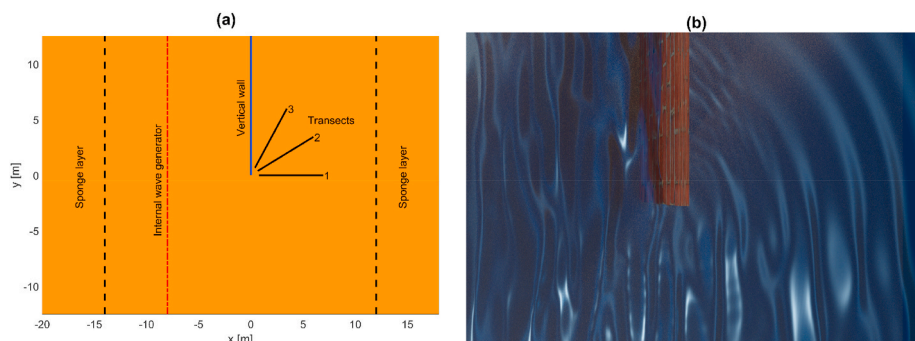 (a)
(b)
10
5
0
-5
-10
y [m]
Sponge layer
Internal wave generator
Vertical wall
3
Transects
2
1
Sponge layer
-20
-15
-10
-5
0
5
10
15
x [m]